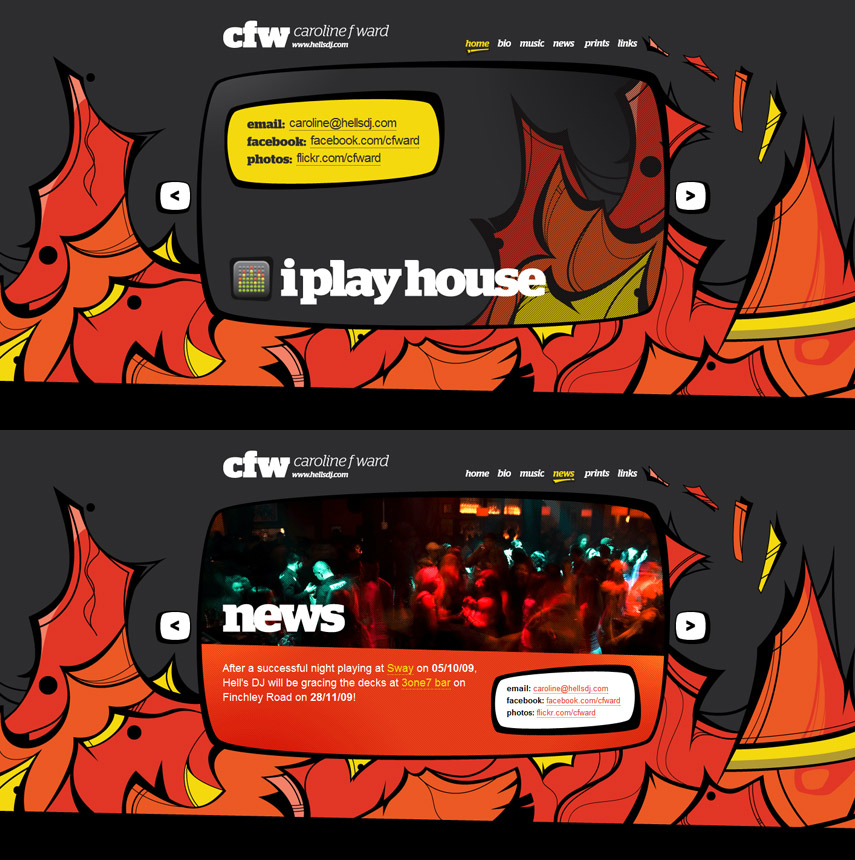 cfw caroline f ward
www.hellsdj.com
home bio music news prints links
email: caroline@hellsdj.com
facebook: facebook.com/cfward
photos: flickr.com/cfward
< >
i play house
cfw caroline f ward
www.hellsdj.com
home bio music news prints links
< >
news
After a successful night playing at Sway on 05/10/09,
Hell's DJ will be gracing the decks at 3one7 bar on
Finchley Road on 28/11/09!
email: caroline@hellsdj.com
facebook: facebook.com/cfward
photos: flickr.com/cfward